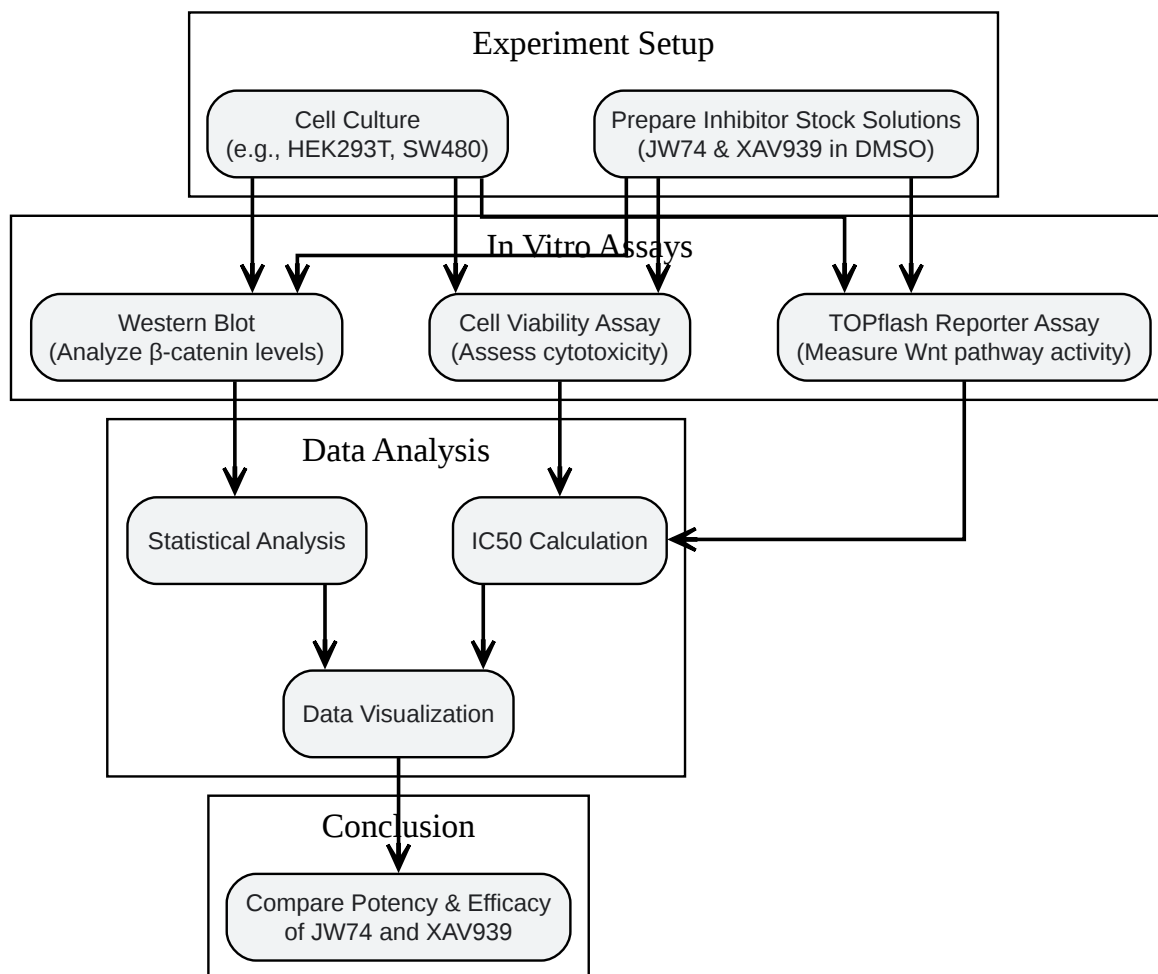 Experiment Setup
Cell Culture
(e.g., HEK293T, SW480)
Prepare Inhibitor Stock Solutions
(JW74 & XAV939 in DMSO)
In Vitro Assays
Western Blot
(Analyze β-catenin levels)
Cell Viability Assay
(Assess cytotoxicity)
TOPflash Reporter Assay
(Measure Wnt pathway activity)
Data Analysis
Statistical Analysis
IC50 Calculation
Data Visualization
Conclusion
Compare Potency & Efficacy
of JW74 and XAV939